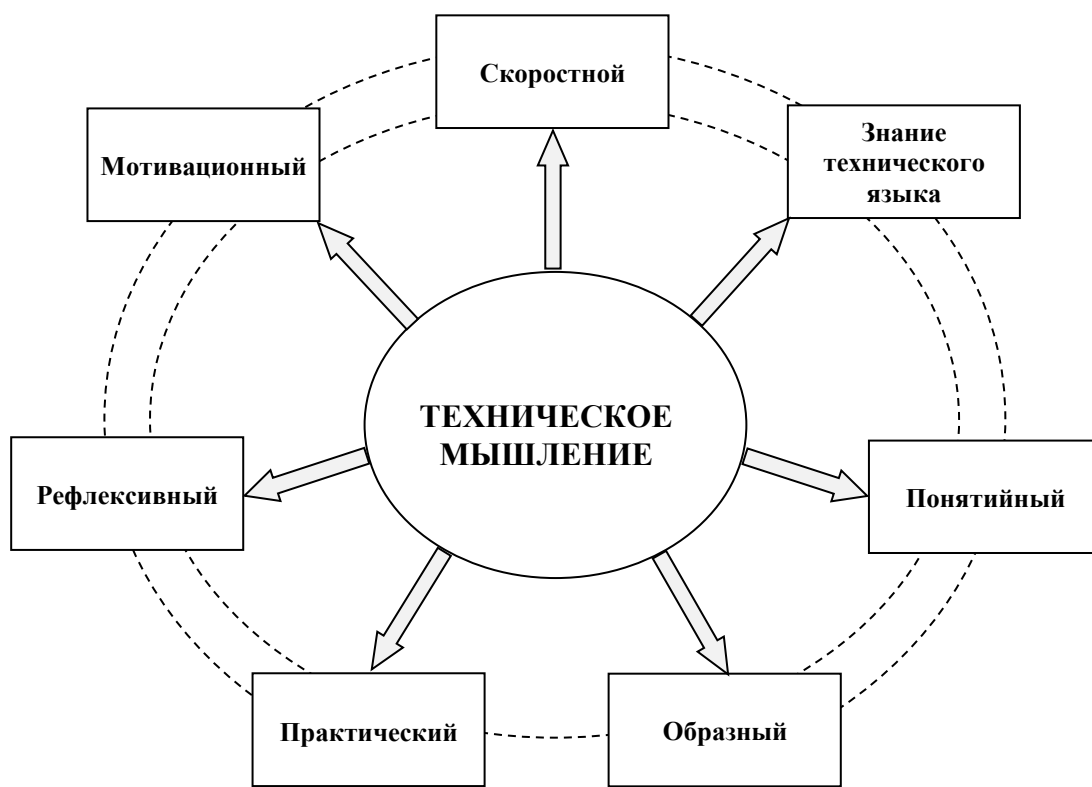 Скоростной
Мотивационный
Знание
технического
языка
ТЕХНИЧЕСКОЕ
МЫШЛЕНИЕ
Рефлексивный
Понятийный
Практический
Образный